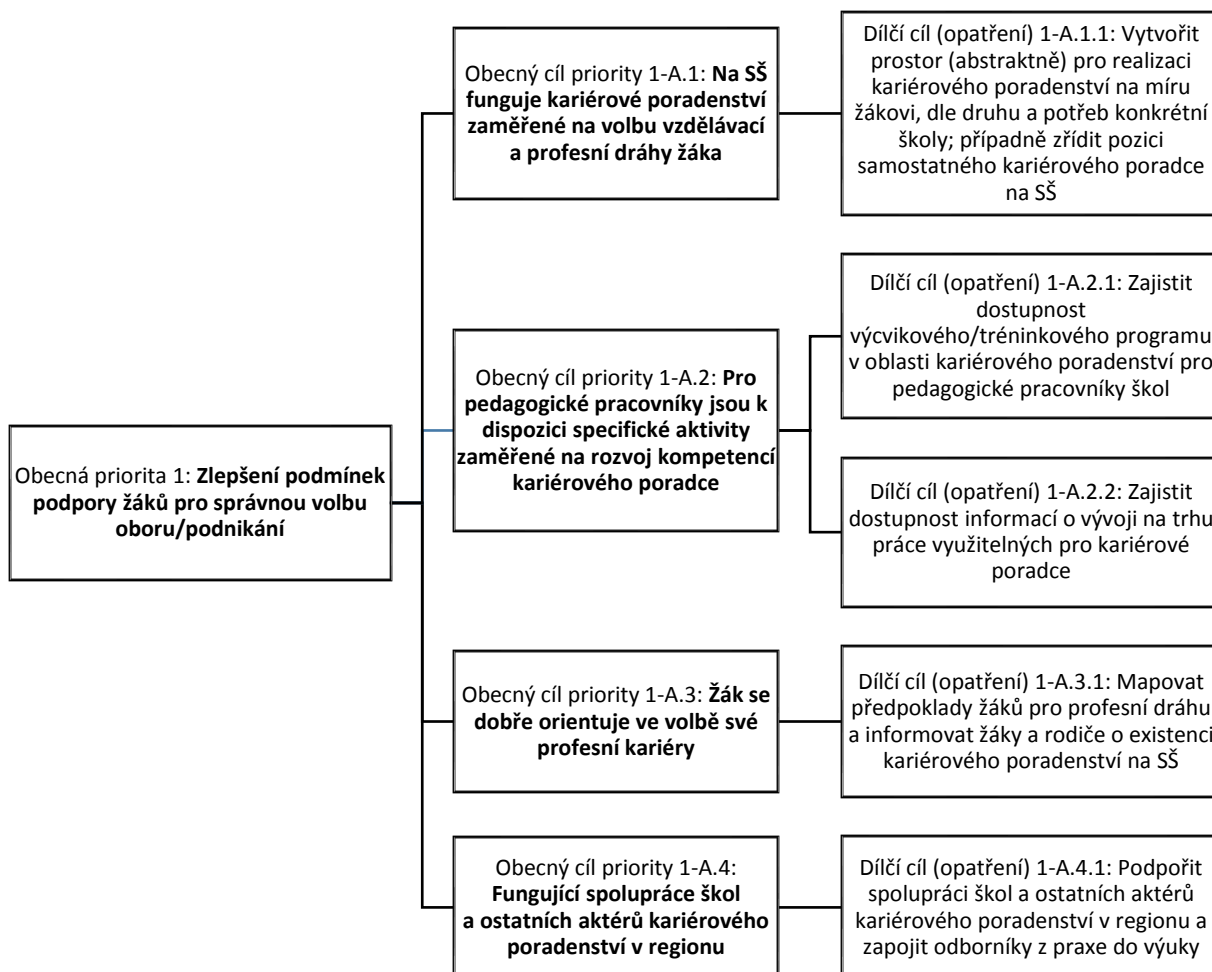 Obecná priorita 1: Zlepšení podmínek
podpory žáků pro správnou volbu
oboru/podnikání
Obecný cíl priority 1-A.1: Na SŠ
funguje kariérové poradenství
zaměřené na volbu vzdělávací
a profesní dráhy žáka
Dílčí cíl (opatření) 1-A.1.1: Vytvořit
prostor (abstraktně) pro realizaci
kariérového poradenství na míru
žákovi, dle druhu a potřeb konkrétní
školy; případně zřídit pozici
samostatného kariérového poradce
na SŠ
Obecný cíl priority 1-A.2: Pro
pedagogické pracovníky jsou k
dispozici specifické aktivity
zaměřené na rozvoj kompetencí
kariérového poradce
Dílčí cíl (opatření) 1-A.2.1: Zajistit
dostupnost
výcvikového/tréninkového programu
v oblasti kariérového poradenství pro
pedagogické pracovníky škol
Dílčí cíl (opatření) 1-A.2.2: Zajistit
dostupnost informací o vývoji na trhu
práce využitelných pro kariérové
poradce
Obecný cíl priority 1-A.3: Žák se
dobře orientuje ve volbě své
profesní kariéry
Dílčí cíl (opatření) 1-A.3.1: Mapovat
předpoklady žáků pro profesní dráhu
a informovat žáky a rodiče o existenci
kariérového poradenství na SŠ
Obecný cíl priority 1-A.4:
Fungující spolupráce škol
a ostatních aktérů kariérového
poradenství v regionu
Dílčí cíl (opatření) 1-A.4.1: Podpořit
spolupráci škol a ostatních aktérů
kariérového poradenství v regionu a
zapojit odborníky z praxe do výuky